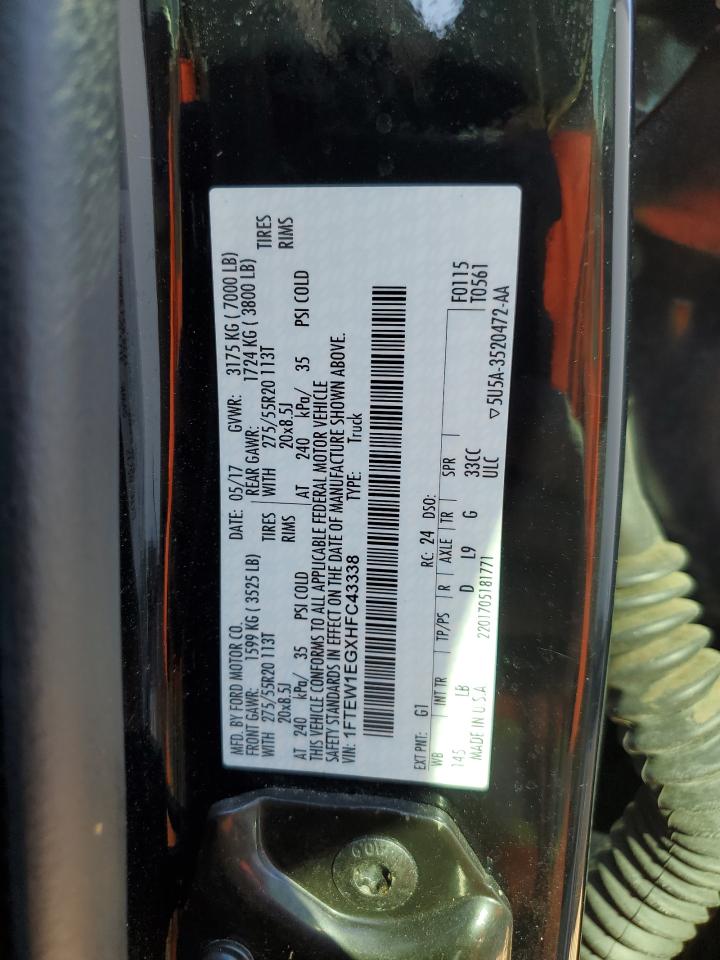 MFD. BY FORD MOTOR CO. DATE: 05/17 GVWR: 3175 KG ( 7000 LB)
FRONT GAWR: 1599 KG ( 3525 LB) REAR GAWR: 1724 KG ( 3800 LB)
WITH 275/55R20 113T TIRES WITH 275/55R20 113T TIRES
20x8.5J RIMS 20x8.5J RIMS
AT 240 kPa/ 35 PSI COLD AT 240 kPa/ 35 PSI COLD
THIS VEHICLE CONFORMS TO ALL APPLICABLE FEDERAL MOTOR VEHICLE
SAFETY STANDARDS IN EFFECT ON THE DATE OF MANUFACTURE SHOWN ABOVE.
VIN: 1FTEW1EGXHFC43338 TYPE: Truck
EXT PNT: G1 RC: 24 DSO: F0115
WB INT TR TP/PS R AXLE TR SPR T0561
145 LB D L9 G 33CC
MADE IN U.S.A. 2201705181771 ULC ▽5U5A-3520472-AA